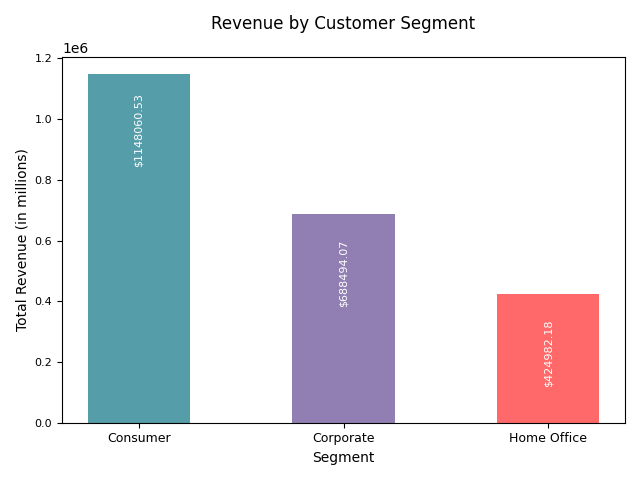 Revenue by Customer Segment
1e6
1.2
1.0
0.8
0.6
0.4
0.2
0.0
Total Revenue (in millions)
$1148060.53
$688494.07
$424982.18
Consumer
Corporate
Home Office
Segment